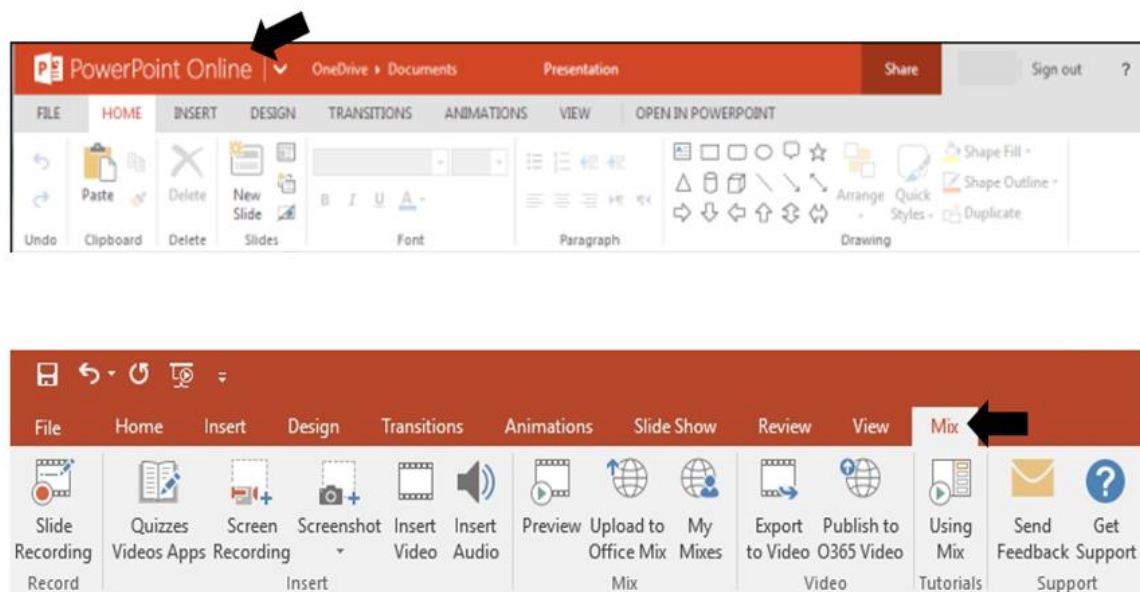 PowerPoint Online OneDrive ▸ Documents Presentation Share Sign out ?
FILE HOME INSERT DESIGN TRANSITIONS ANIMATIONS VIEW OPEN IN POWERPOINT
Paste Delete New Slide B I U A Arrange Quick Styles Shape Fill Shape Outline Duplicate
Undo Clipboard Delete Slides Font Paragraph Drawing
File Home Insert Design Transitions Animations Slide Show Review View Mix
Slide Quizzes Screen Screenshot Insert Insert Preview Upload to My Export Publish to Using Send Get
Recording Videos Apps Recording Video Audio Office Mix Mixes to Video O365 Video Mix Feedback Support
Record Insert Mix Video Tutorials Support